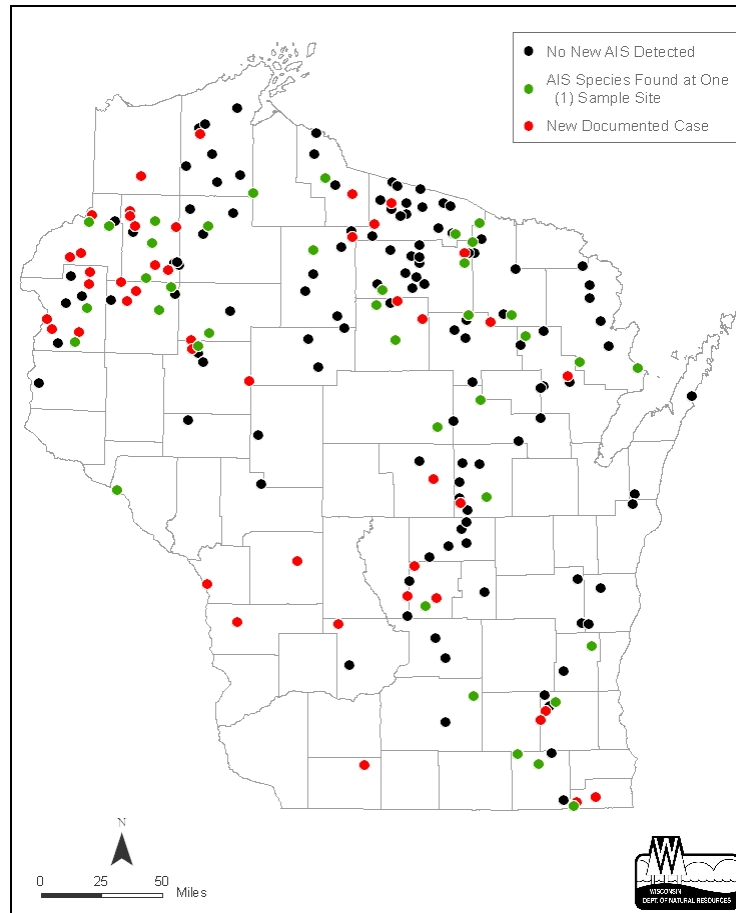 No New AIS Detected
AIS Species Found at One
(1) Sample Site
New Documented Case
N
0 25 50 Miles
WISCONSIN
DEPT. OF NATURAL RESOURCES